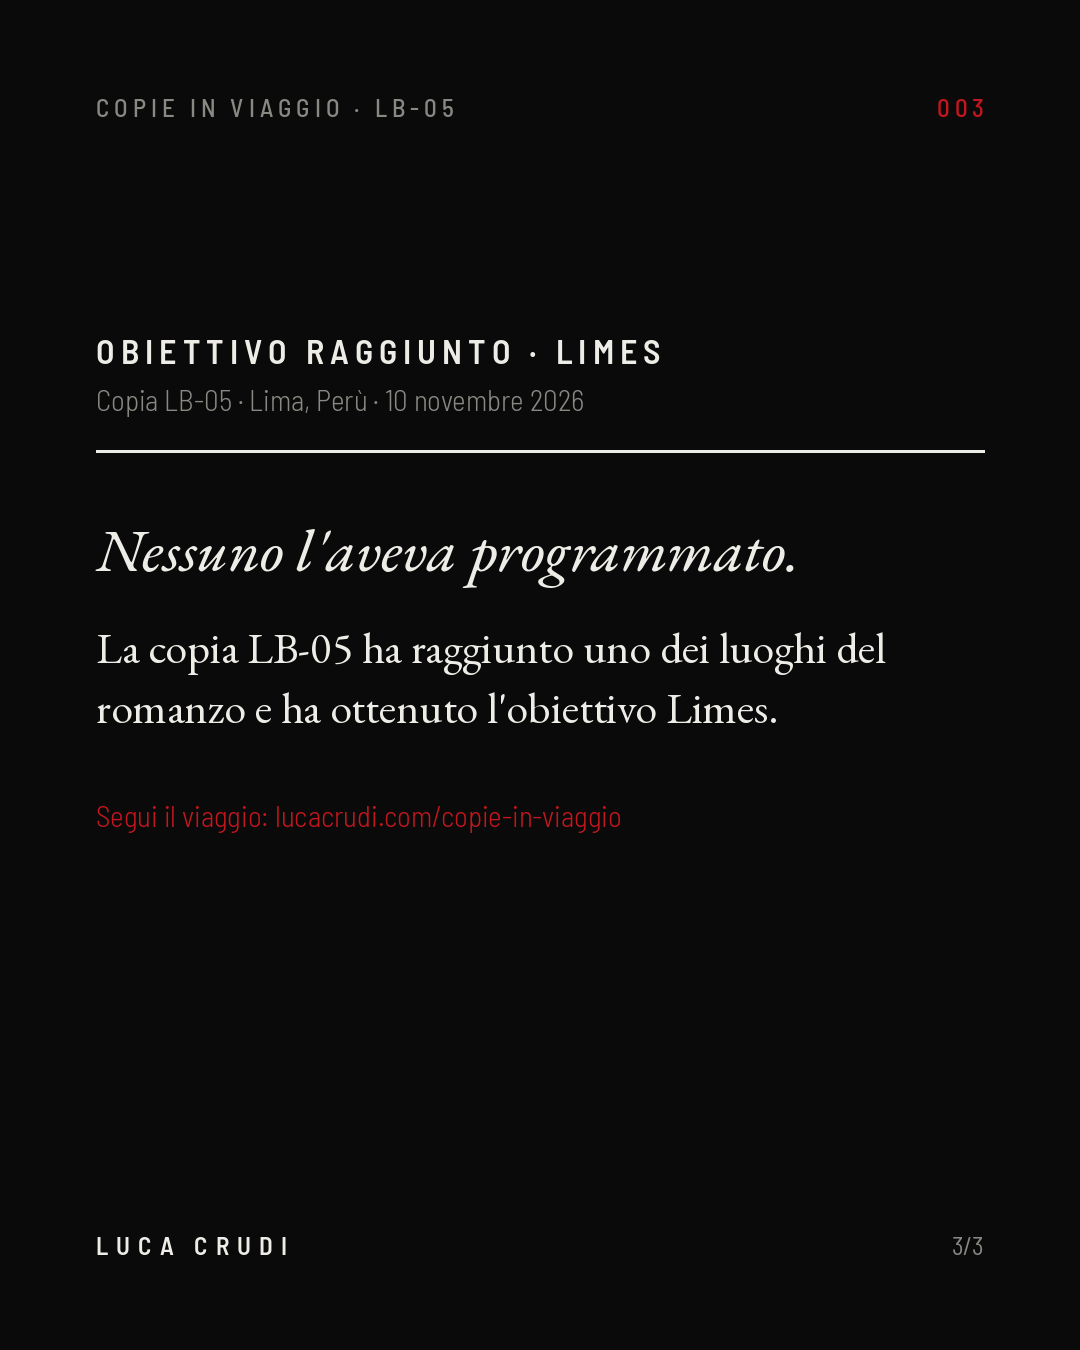 COPIE IN VIAGGIO · LB-05
003
OBIETTIVO RAGGIUNTO · LIMES
Copia LB-05 · Lima, Perù · 10 novembre 2026
Nessuno l'aveva programmato.
La copia LB-05 ha raggiunto uno dei luoghi del
romanzo e ha ottenuto l'obiettivo Limes.
Segui il viaggio: lucacrudi.com/copie-in-viaggio
LUCA CRUDI
3/3